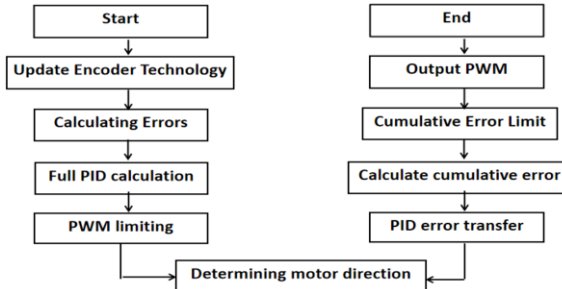 Start
Update Encoder Technology
Calculating Errors
Full PID calculation
PWM limiting
End
Output PWM
Cumulative Error Limit
Calculate cumulative error
PID error transfer
Determining motor direction